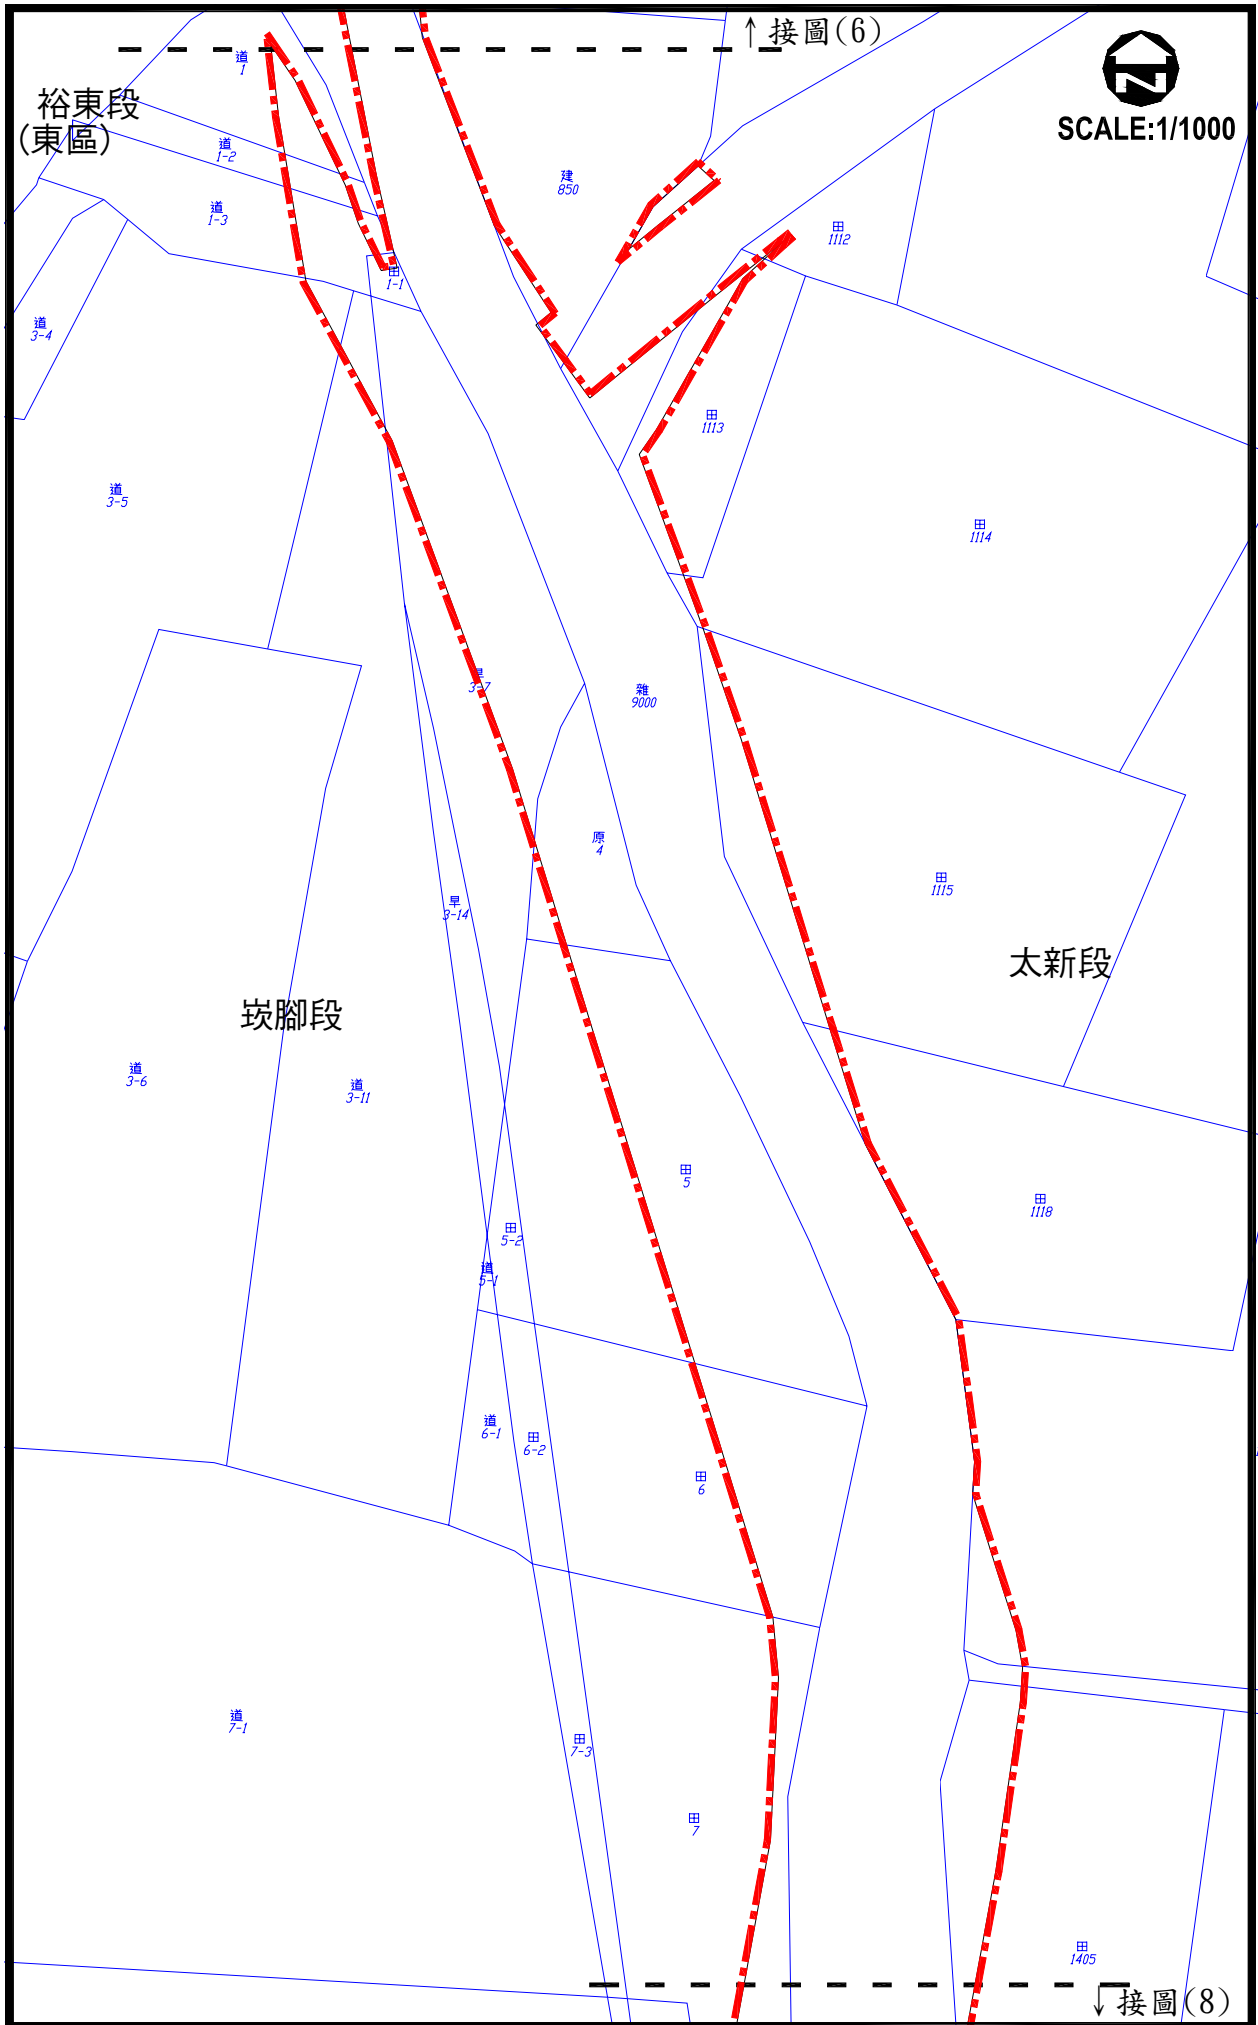 ↑接圖(6)
N
SCALE:1/1000
裕東段
(東區)
道
1
道
1-2
道
1-3
建
850
田
1112
田
1-1
道
3-4
田
1113
道
3-5
田
1114
旱
3-7
雜
9000
原
4
田
1115
旱
3-14
太新段
崁腳段
道
3-6
道
3-11
田
5
田
1118
田
5-2
道
5-1
道
6-1
田
6-2
田
6
道
7-1
田
7-3
田
7
田
1405
↓接圖(8)